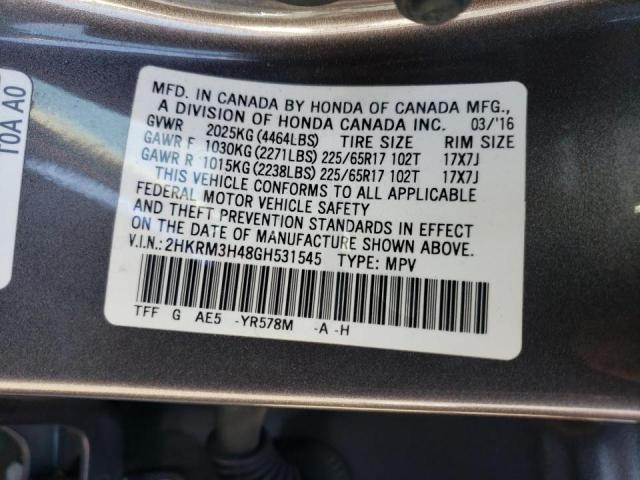 MFD. IN CANADA BY HONDA OF CANADA MFG.,
A DIVISION OF HONDA CANADA INC. 03/'16
GVWR 2025KG(4464LBS) TIRE SIZE RIM SIZE
GAWR F 1030KG(2271LBS) 225/65R17 102T 17X7J
GAWR R 1015KG(2238LBS) 225/65R17 102T 17X7J
THIS VEHICLE CONFORMS TO ALL APPLICABLE
FEDERAL MOTOR VEHICLE SAFETY
AND THEFT PREVENTION STANDARDS IN EFFECT
ON THE DATE OF MANUFACTURE SHOWN ABOVE.
V.I.N.: 2HKRM3H48GH531545 TYPE: MPV
TFF G AE5 -YR578M -A -H
T0A A0